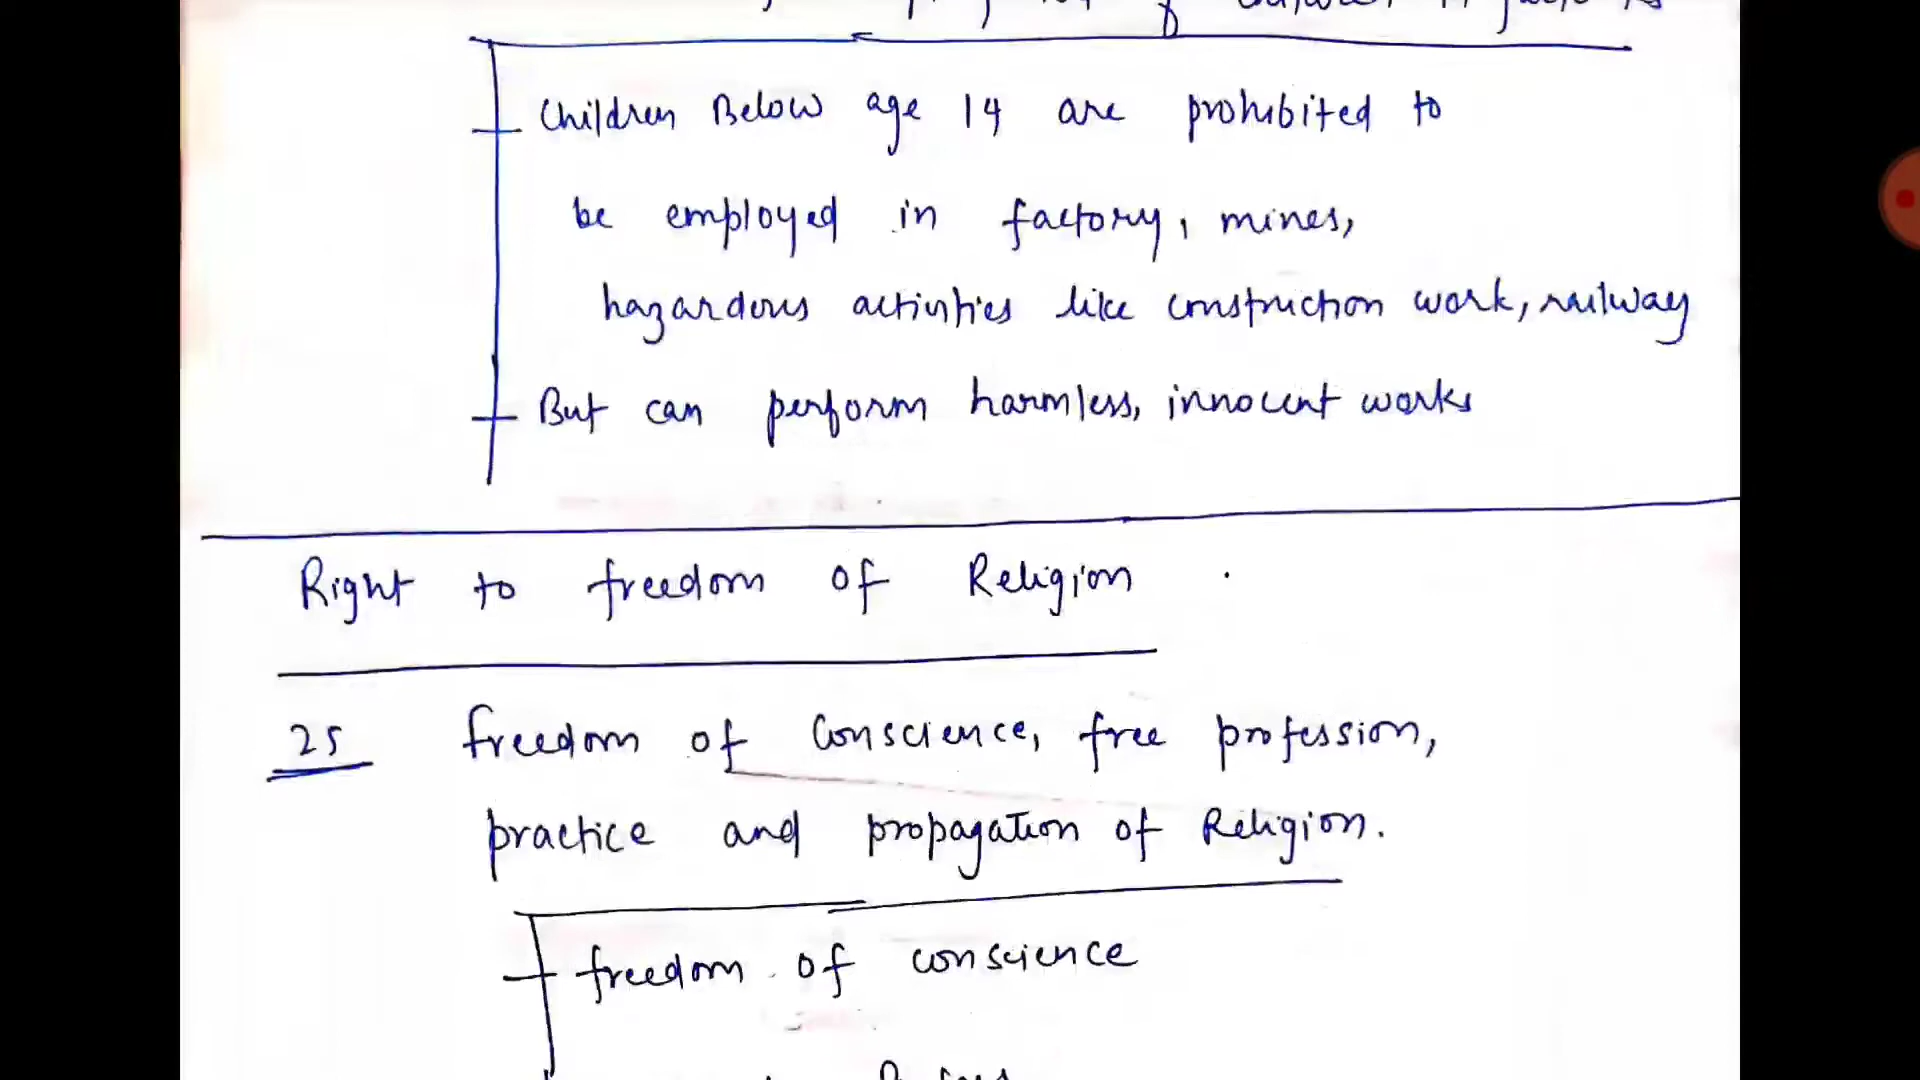 Children Below age 14 are prohibited to
be employed in factory, mines,
hazardous activities like construction work, railway
But can perform harmless, innocent works
Right to freedom of Religion
25 freedom of Conscience, free profession,
practice and propagation of Religion.
freedom of conscience